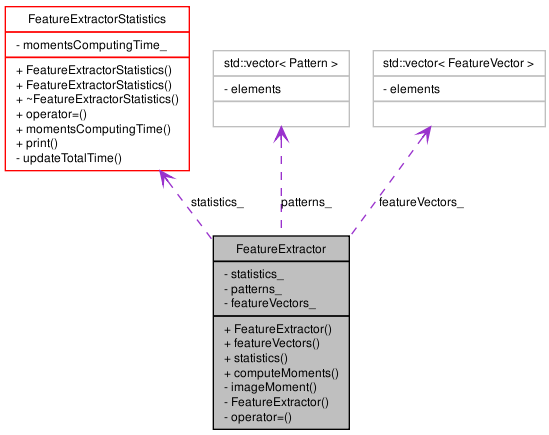 FeatureExtractorStatistics
- momentsComputingTime_
+ FeatureExtractorStatistics()
+ FeatureExtractorStatistics()
+ ~FeatureExtractorStatistics()
+ operator=()
+ momentsComputingTime()
+ print()
- updateTotalTime()
std::vector< Pattern >
- elements
std::vector< FeatureVector >
- elements
statistics_
patterns_
featureVectors_
FeatureExtractor
- statistics_
- patterns_
- featureVectors_
+ FeatureExtractor()
+ featureVectors()
+ statistics()
+ computeMoments()
- imageMoment()
- FeatureExtractor()
- operator=()